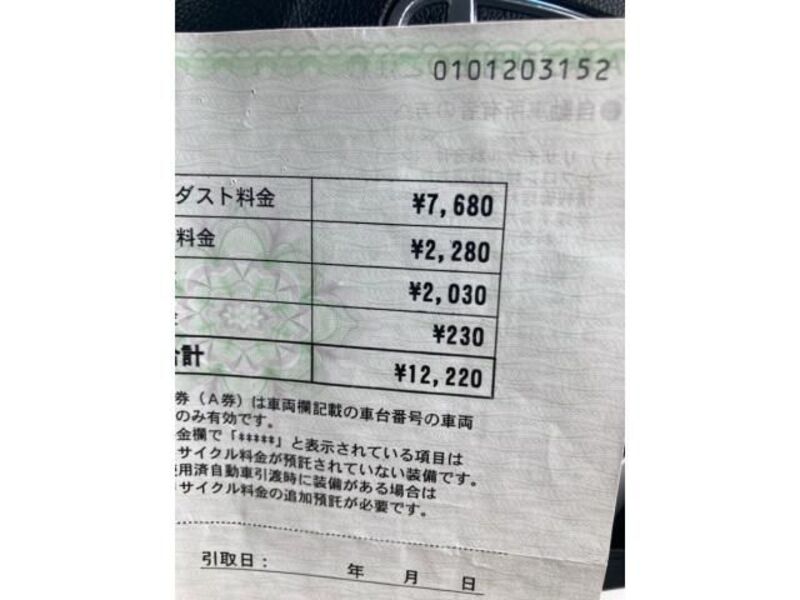 0101203152
ダスト料金 ¥7,680
料金 ¥2,280
¥2,030
¥230
合計 ¥12,220
券（A券）は車両欄記載の車台番号の車両
のみ有効です。
金欄で「*****」と表示されている項目は
サイクル料金が預託されていない装備です。
使用済自動車引渡時に装備がある場合は
サイクル料金の追加預託が必要です。
引取日： 年 月 日